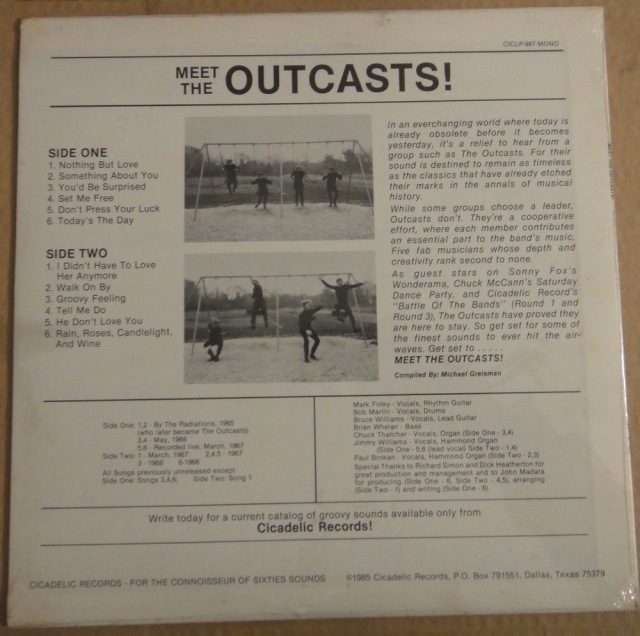 CICLP-967-MONO
MEET THE OUTCASTS!
SIDE ONE
1. Nothing But Love
2. Something About You
3. You'd Be Surprised
4. Set Me Free
5. Don't Press Your Luck
6. Today's The Day
SIDE TWO
1. I Didn't Have To Love
Her Anymore
2. Walk On By
3. Groovy Feeling
4. Tell Me Do
5. He Don't Love You
6. Rain, Roses, Candlelight,
And Wine
In an everchanging world where today is
already obsolete before it becomes
yesterday, it's a relief to hear from a
group such as The Outcasts. For their
sound is destined to remain as timeless
as the classics that have already etched
their marks in the annals of musical
history.
While some groups choose a leader,
Outcasts don't. They're a cooperative
effort, where each member contributes
an essential part to the band's music.
Five fab musicians whose depth and
creativity rank second to none.
As guest stars on Sonny Fox's
Wonderama, Chuck McCann's Saturday
Dance Party, and Cicadelic Record's
"Battle Of The Bands" (Round 1 and
Round 3), The Outcasts have proved they
are here to stay. So get set for some of
the finest sounds to ever hit the air-
waves. Get set to . . . . .
MEET THE OUTCASTS!
Compiled By: Michael Greisman
Side One: 1,2 - By The Radiations, 1965
(who later became The Outcasts)
3,4 - May, 1966
5,6 - Recorded live, March, 1967
Side Two: 1 - March, 1967 2,4,5 - 1967
3 - 1968 6-1966
All Songs previously unreleased except
Side One: Songs 3,4,6; Side Two: Song 1
Mark Foley - Vocals, Rhythm Guitar
Bob Martin - Vocals, Drums
Bruce Williams - Vocals, Lead Guitar
Brian Whelan - Bass
Chuck Thatcher - Vocals, Organ (Side One - 3,4)
Jimmy Williams - Vocals, Hammond Organ
(Side One - 5,6 (lead vocal) Side Two - 1,4)
Paul Brokan - Vocals, Hammond Organ (Side Two - 2,3)
Special Thanks to Richard Simon and Dick Heatherton for
great production and management and to John Madara
for producing (Side One - 6, Side Two - 4,5), arranging
(Side Two - 1) and writing (Side One - 6).
Write today for a current catalog of groovy sounds available only from
Cicadelic Records!
CICADELIC RECORDS - FOR THE CONNOISSEUR OF SIXTIES SOUNDS ©1985 Cicadelic Records, P.O. Box 791551, Dallas, Texas 75379